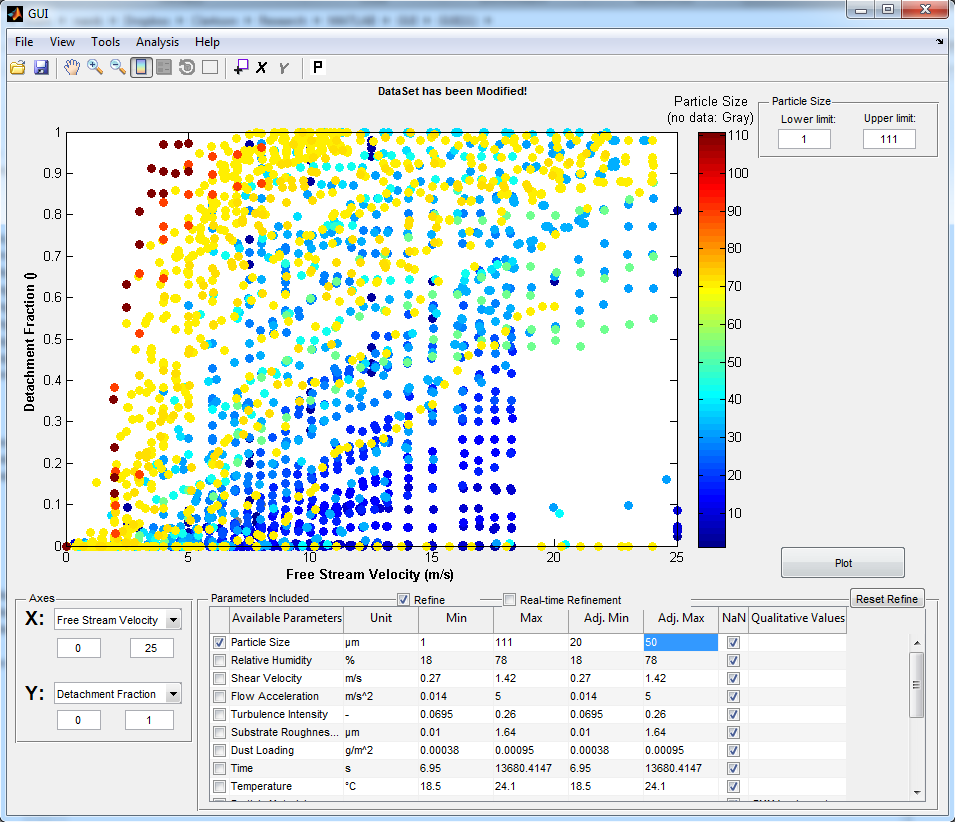 GUI
File View Tools Analysis Help
X Y P
DataSet has been Modified!
Particle Size
(no data: Gray)
Particle Size
Lower limit: Upper limit:
1 111
1
0.9
0.8
0.7
0.6
0.5
0.4
0.3
0.2
0.1
0
Detachment Fraction ()
0 5 10 15 20 25
Free Stream Velocity (m/s)
110
100
90
80
70
60
50
40
30
20
10
Plot
Axes
X: Free Stream Velocity
0 25
Y: Detachment Fraction
0 1
Parameters Included Refine Real-time Refinement Reset Refine
Available Parameters Unit Min Max Adj. Min Adj. Max NaN Qualitative Values
Particle Size µm 1 111 20 50
Relative Humidity % 18 78 18 78
Shear Velocity m/s 0.27 1.42 0.27 1.42
Flow Acceleration m/s^2 0.014 5 0.014 5
Turbulence Intensity - 0.0695 0.26 0.0695 0.26
Substrate Roughnes... µm 0.01 1.64 0.01 1.64
Dust Loading g/m^2 0.00038 0.00095 0.00038 0.00095
Time s 6.95 13680.4147 6.95 13680.4147
Temperature °C 18.5 24.1 18.5 24.1